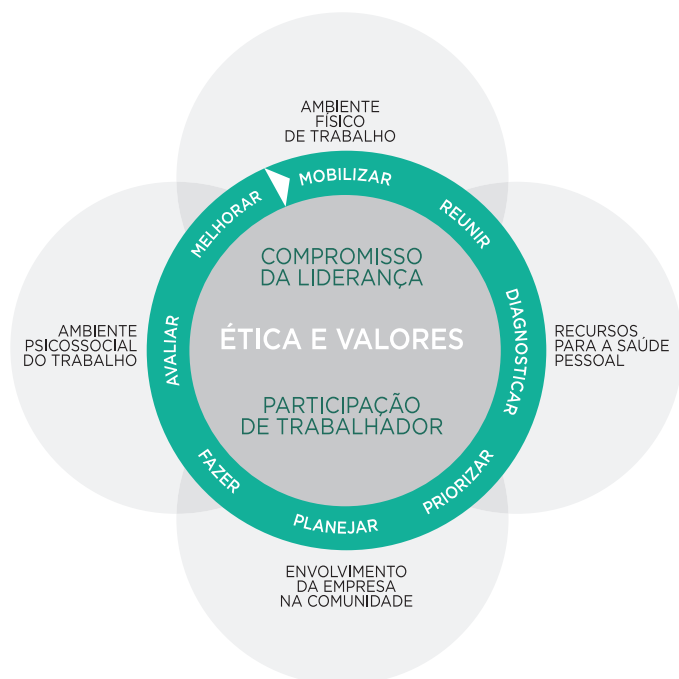 AMBIENTE
FÍSICO
DE TRABALHO
MOBILIZAR
REUNIR
DIAGNOSTICAR
PRIORIZAR
PLANEJAR
FAZER
AVALIAR
MELHORAR
COMPROMISSO
DA LIDERANÇA
ÉTICA E VALORES
PARTICIPAÇÃO
DE TRABALHADOR
AMBIENTE
PSICOSSOCIAL
DO TRABALHO
RECURSOS
PARA A SAÚDE
PESSOAL
ENVOLVIMENTO
DA EMPRESA
NA COMUNIDADE